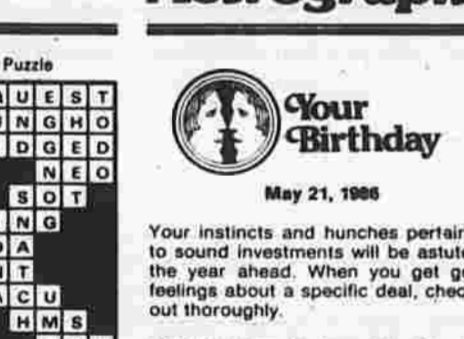 Puzzle
U E S T
N G H O
D G E D
N E O
S O T
N G
A
T
C U
H M S
Your
Birthday
May 21, 1986
Your instincts and hunches pertain
to sound investments will be astute
the year ahead. When you get go
feelings about a specific deal, chec
out thoroughly.